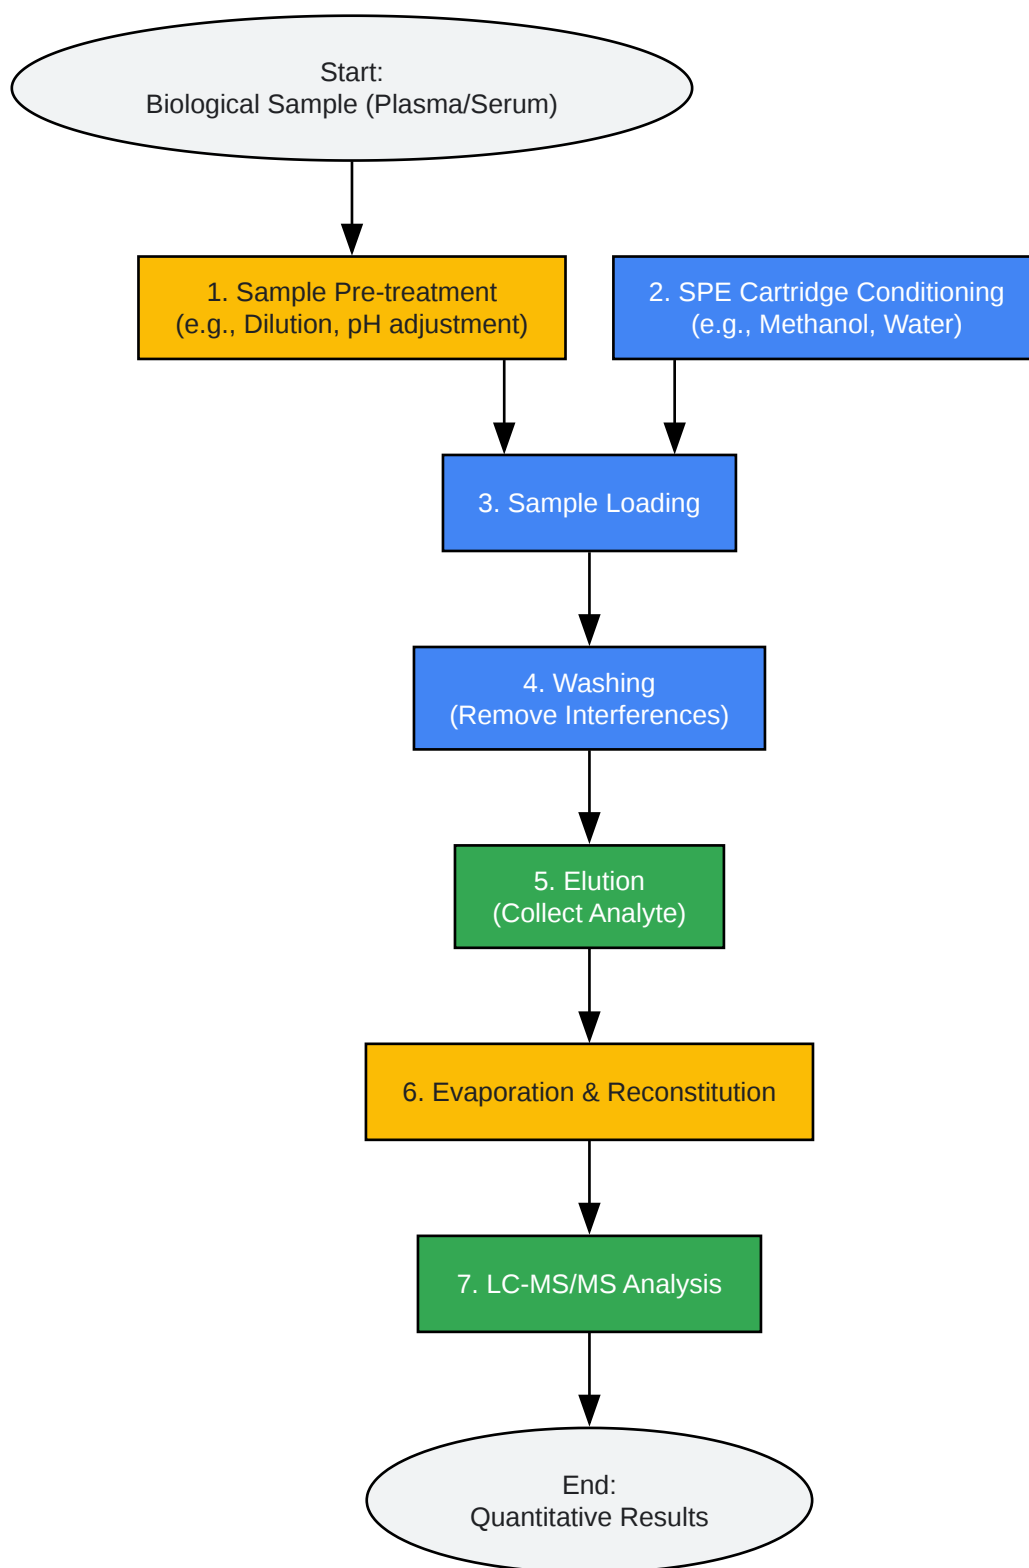 Start:
Biological Sample (Plasma/Serum)
1. Sample Pre-treatment
(e.g., Dilution, pH adjustment)
2. SPE Cartridge Conditioning
(e.g., Methanol, Water)
3. Sample Loading
4. Washing
(Remove Interferences)
5. Elution
(Collect Analyte)
6. Evaporation & Reconstitution
7. LC-MS/MS Analysis
End:
Quantitative Results